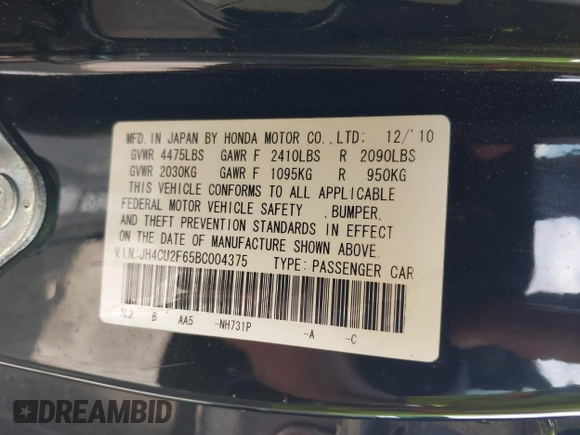 MFD. IN JAPAN BY HONDA MOTOR CO., LTD: 12/'10
GVWR 4475LBS GAWR F 2410LBS R 2090LBS
GVWR 2030KG GAWR F 1095KG R 950KG
THIS VEHICLE CONFORMS TO ALL APPLICABLE
FEDERAL MOTOR VEHICLE SAFETY ,BUMPER,
AND THEFT PREVENTION STANDARDS IN EFFECT
ON THE DATE OF MANUFACTURE SHOWN ABOVE.
V.I.N.:JH4CU2F65BC004375 TYPE: PASSENGER CAR
TL2 B AA5 -NH731P -A -C
DREAMBID